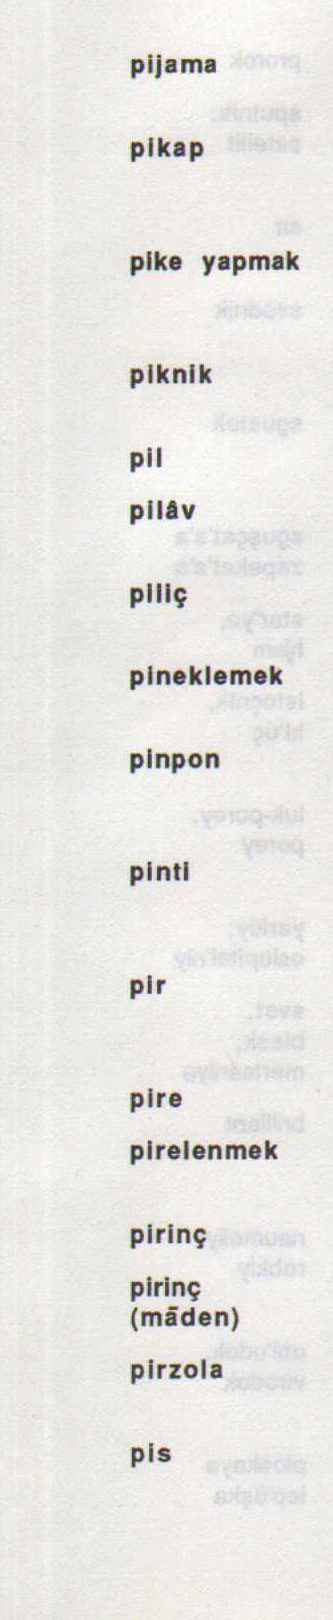 pijama
pikap
pike yapmak
piknik
pil
pilâv
piliç
pineklemek
pinpon
pinti
pir
pire
pirelenmek
pirinç
pirinç
(māden)
pirzola
pis